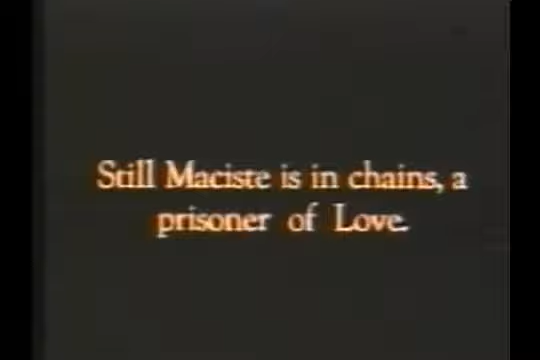 Still Maciste is in chains, a
prisoner of Love.